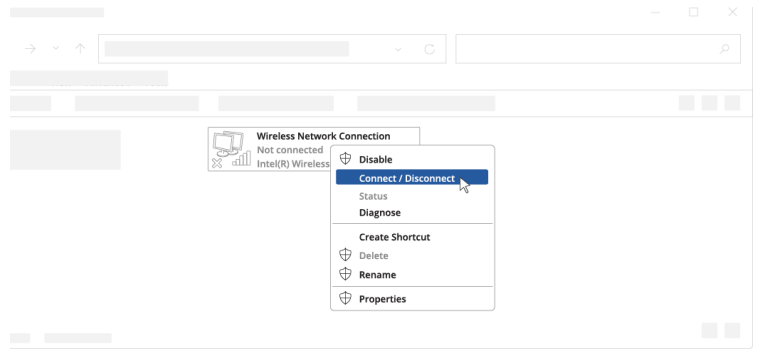 Wireless Network Connection
Not connected
Intel(R) Wireless
Disable
Connect / Disconnect
Status
Diagnose
Create Shortcut
Delete
Rename
Properties